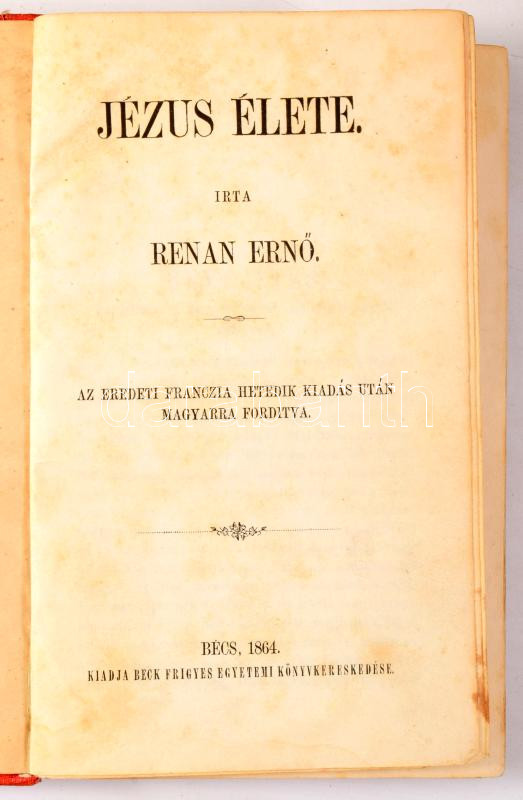 JÉZUS ÉLETE.
IRTA
RENAN ERNŐ.
AZ EREDETI FRANCZIA HETEDIK KIADÁS UTÁN
MAGYARRA FORDITVA.
darabanth
BÉCS, 1864.
KIADJA BECK FRIGYES EGYETEMI KÖNYVKERESKEDÉSE.